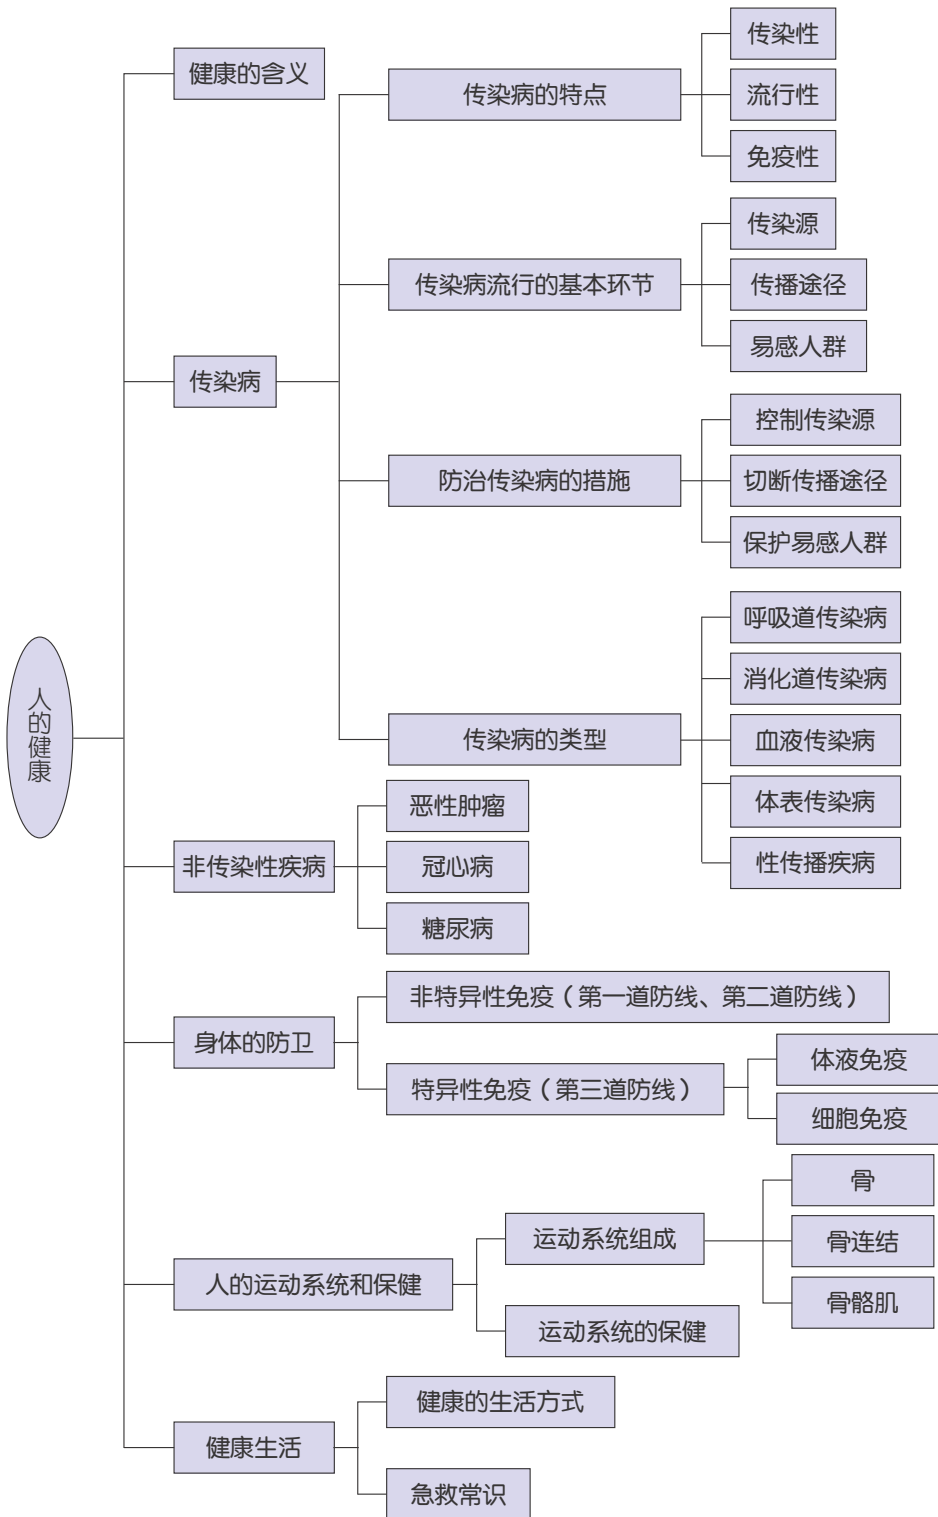 人的健康
健康的含义
传染病
传染病的特点
传染性
流行性
免疫性
传染病流行的基本环节
传染源
传播途径
易感人群
防治传染病的措施
控制传染源
切断传播途径
保护易感人群
传染病的类型
呼吸道传染病
消化道传染病
血液传染病
体表传染病
性传播疾病
非传染性疾病
恶性肿瘤
冠心病
糖尿病
身体的防卫
非特异性免疫（第一道防线、第二道防线）
特异性免疫（第三道防线）
体液免疫
细胞免疫
人的运动系统和保健
运动系统组成
骨
骨连结
骨骼肌
运动系统的保健
健康生活
健康的生活方式
急救常识